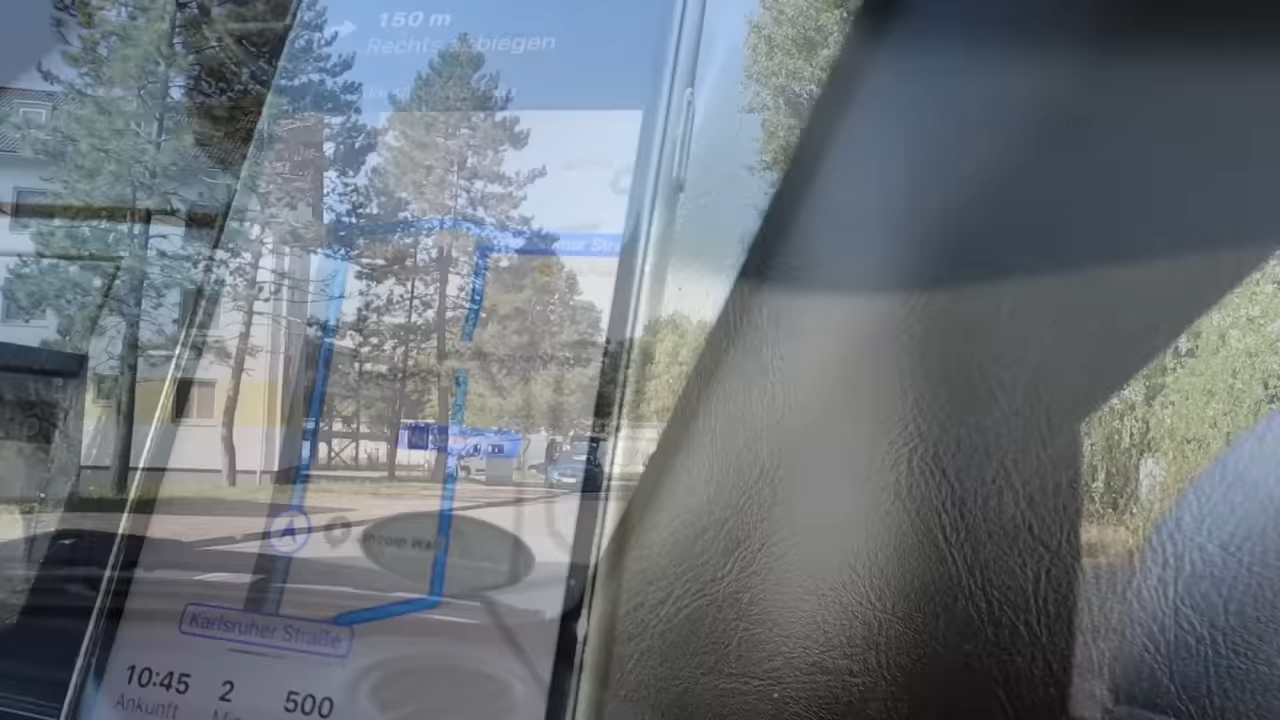 150 m
Rechts abbiegen
Karlsruher Straße
10:45 2 500
Ankunft